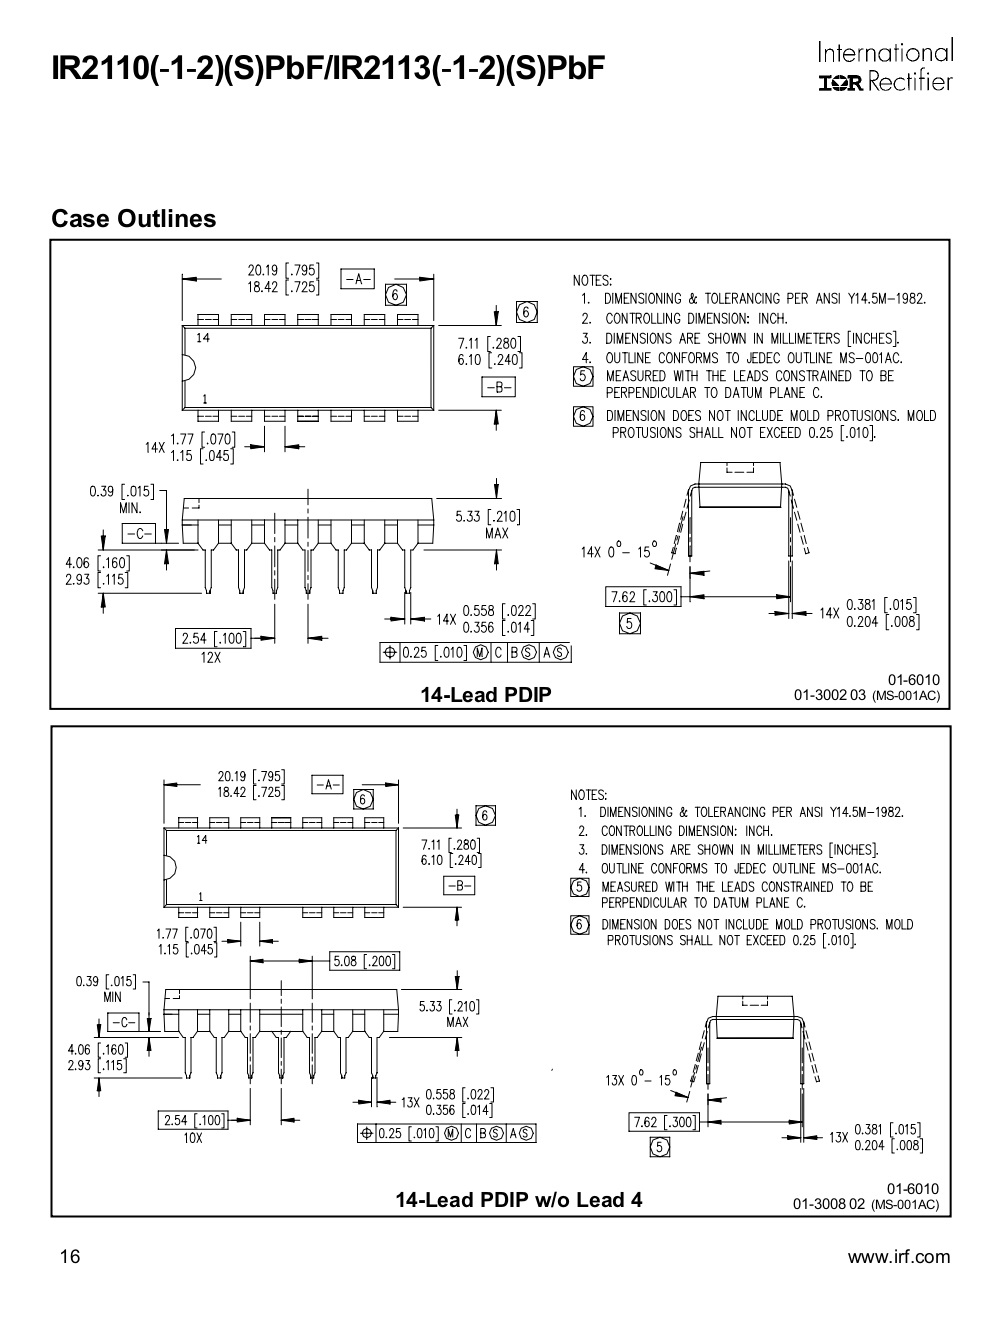 IR2110(-1-2)(S)PbF/IR2113(-1-2)(S)PbF
International
IOR Rectifier
Case Outlines
20.19 [.795]
18.42 [.725]
-A-
6
6
14
1
7.11 [.280]
6.10 [.240]
-B-
14X 1.77 [.070]
1.15 [.045]
0.39 [.015]
MIN.
-C-
5.33 [.210]
MAX
4.06 [.160]
2.93 [.115]
14X 0.558 [.022]
0.356 [.014]
2.54 [.100]
12X
⌖ 0.25 [.010] Ⓜ C B Ⓢ A Ⓢ
NOTES:
1. DIMENSIONING & TOLERANCING PER ANSI Y14.5M-1982.
2. CONTROLLING DIMENSION: INCH.
3. DIMENSIONS ARE SHOWN IN MILLIMETERS [INCHES].
4. OUTLINE CONFORMS TO JEDEC OUTLINE MS-001AC.
5 MEASURED WITH THE LEADS CONSTRAINED TO BE
PERPENDICULAR TO DATUM PLANE C.
6 DIMENSION DOES NOT INCLUDE MOLD PROTUSIONS. MOLD
PROTUSIONS SHALL NOT EXCEED 0.25 [.010].
14X 0°- 15°
7.62 [.300]
5
14X 0.381 [.015]
0.204 [.008]
14-Lead PDIP
01-6010
01-3002 03 (MS-001AC)
20.19 [.795]
18.42 [.725]
-A-
6
6
14
1
7.11 [.280]
6.10 [.240]
-B-
1.77 [.070]
1.15 [.045]
5.08 [.200]
0.39 [.015]
MIN
-C-
5.33 [.210]
MAX
4.06 [.160]
2.93 [.115]
13X 0.558 [.022]
0.356 [.014]
2.54 [.100]
10X
⌖ 0.25 [.010] Ⓜ C B Ⓢ A Ⓢ
NOTES:
1. DIMENSIONING & TOLERANCING PER ANSI Y14.5M-1982.
2. CONTROLLING DIMENSION: INCH.
3. DIMENSIONS ARE SHOWN IN MILLIMETERS [INCHES].
4. OUTLINE CONFORMS TO JEDEC OUTLINE MS-001AC.
5 MEASURED WITH THE LEADS CONSTRAINED TO BE
PERPENDICULAR TO DATUM PLANE C.
6 DIMENSION DOES NOT INCLUDE MOLD PROTUSIONS. MOLD
PROTUSIONS SHALL NOT EXCEED 0.25 [.010].
13X 0°- 15°
7.62 [.300]
5
13X 0.381 [.015]
0.204 [.008]
14-Lead PDIP w/o Lead 4
01-6010
01-3008 02 (MS-001AC)
16
www.irf.com